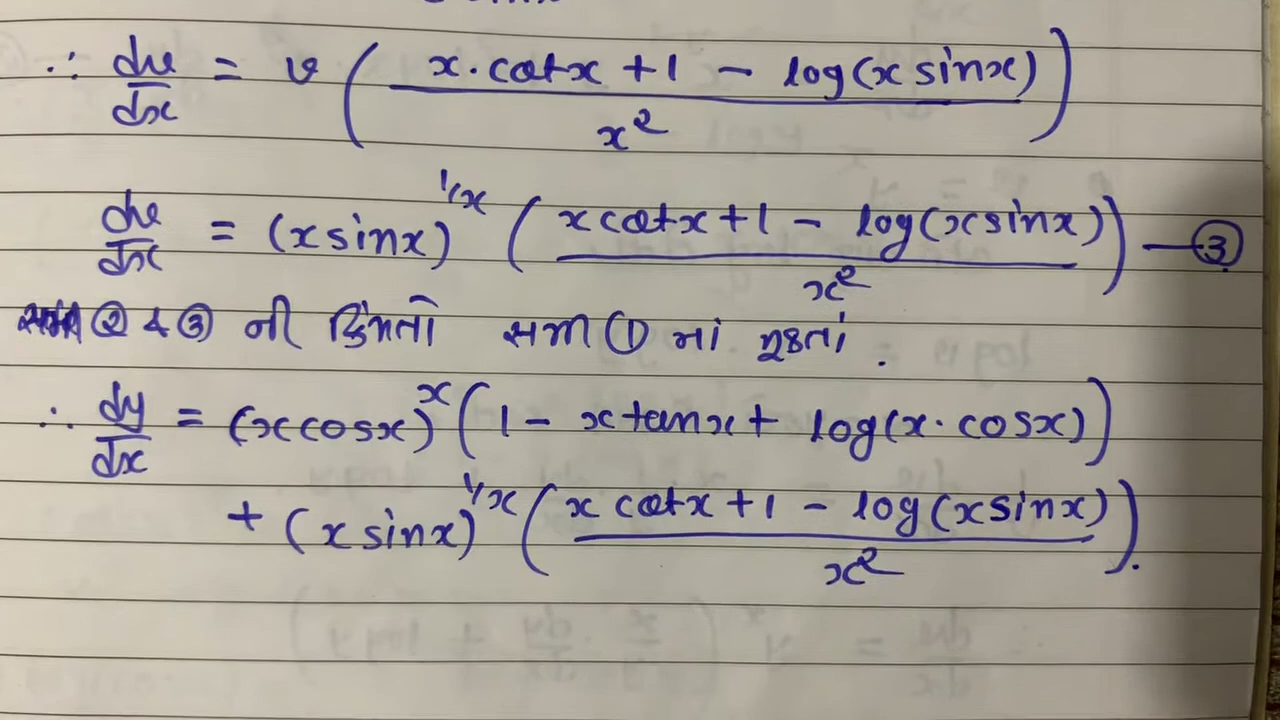 ∴ dv/dx = v ( (x·cotx + 1 − log(x sinx)) / x² )
dv/dx = (x sinx)^(1/x) ( (x cotx + 1 − log(x sinx)) / x² ) —③
② & ③ ની કિંમતો સમી ① માં મૂકતાં .
∴ dy/dx = (x cosx)^x ( 1 − x tanx + log(x·cosx) )
+ (x sinx)^(1/x) ( (x cotx + 1 − log(x sinx)) / x² ).